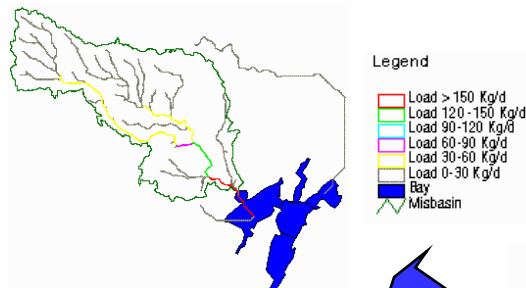 Legend
Load > 150 Kg/d
Load 120 -150 Kg/d
Load 90-120 Kg/d
Load 60-90 Kg/d
Load 30-60 Kg/d
Load 0-30 Kg/d
Bay
Misbasin